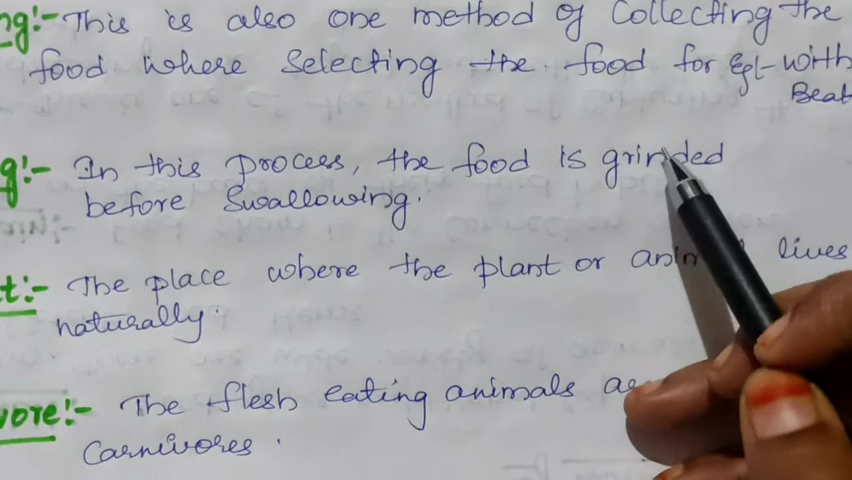 ng:- This is also one method of Collecting the
food where Selecting the food for Eg:- with
Beak
g:- In this process, the food is grinded
before Swallowing.
t:- The place where the plant or animal lives
naturally.
vore:- The flesh eating animals as
Carnivores.